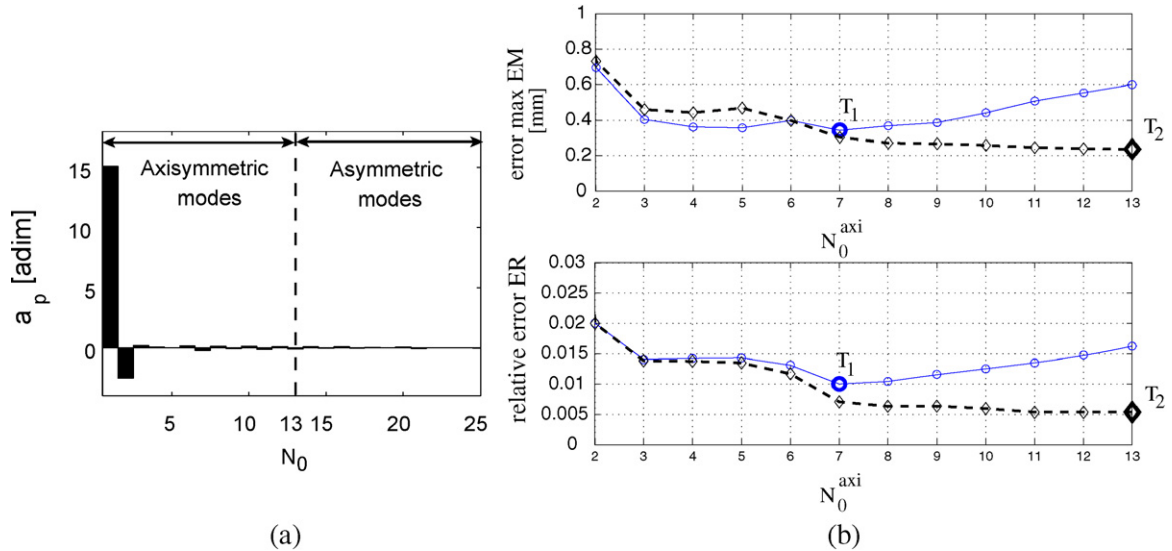 Axisymmetric modes
Asymmetric modes
15
10
5
0
a_p [adim]
5 10 13 15 20 25
N_0
(a)
error max EM [mm]
1
0.8
0.6
0.4
0.2
0
T_1
T_2
2 3 4 5 6 7 8 9 10 11 12 13
N_0^axi
relative error ER
0.03
0.025
0.02
0.015
0.01
0.005
0
T_1
T_2
2 3 4 5 6 7 8 9 10 11 12 13
N_0^axi
(b)